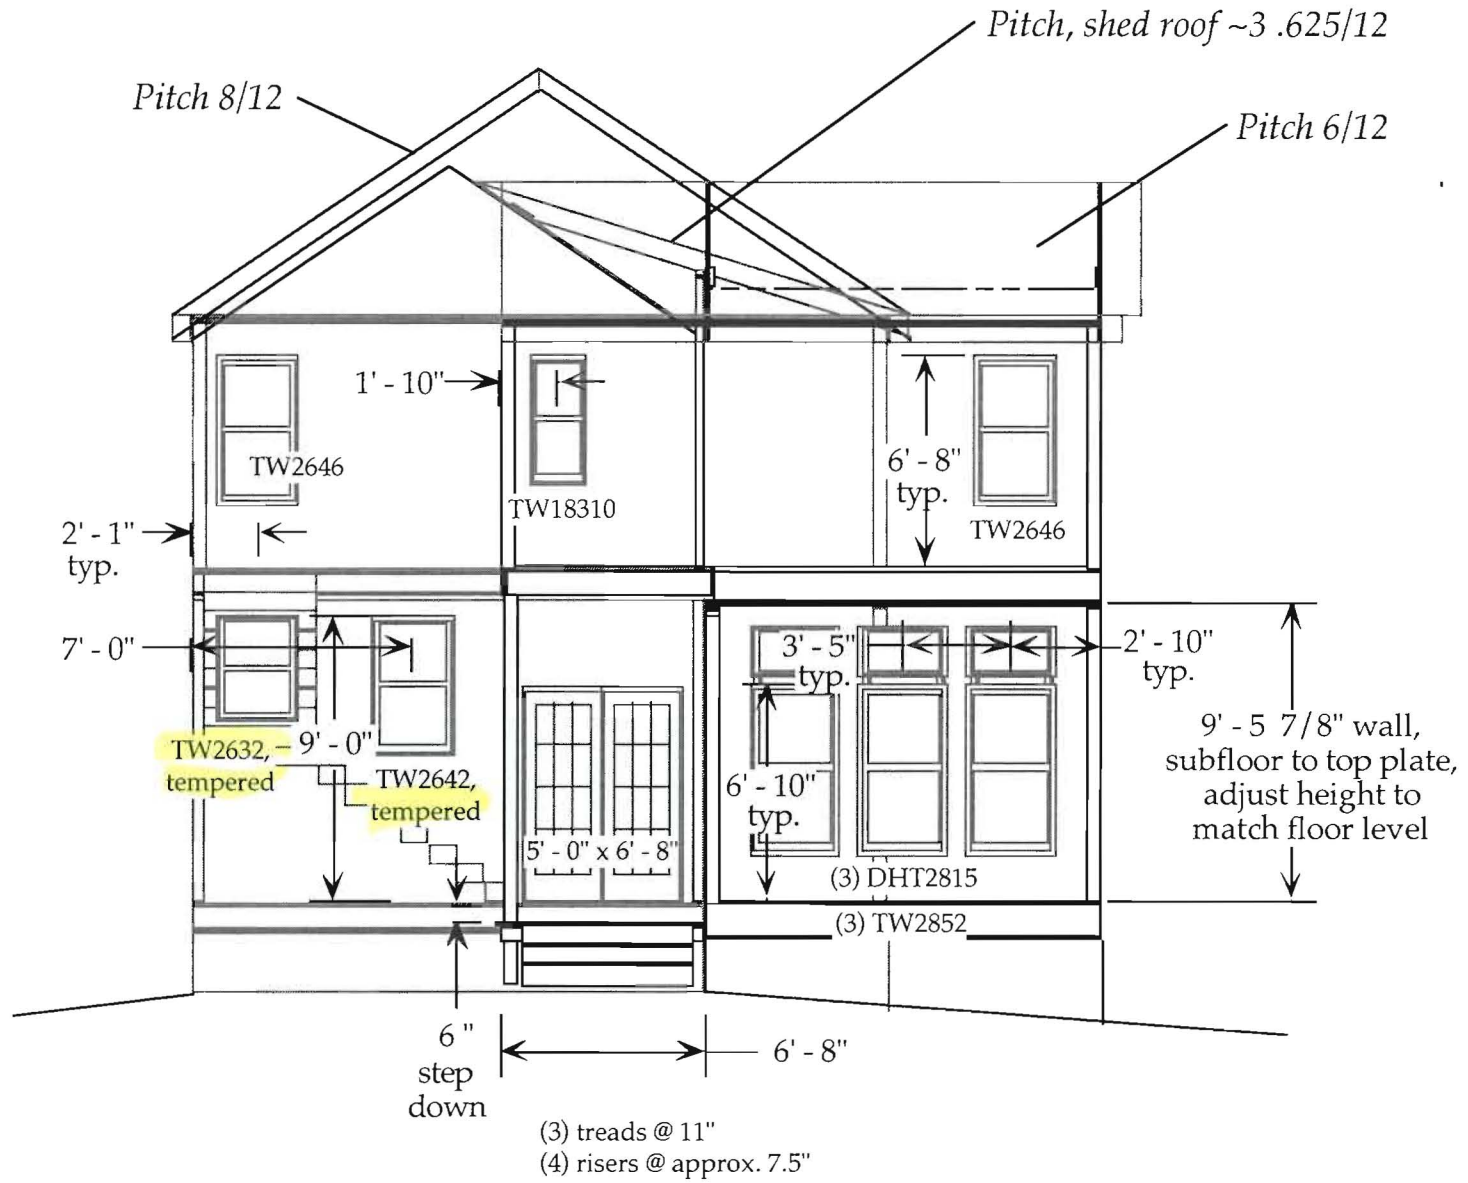 Pitch, shed roof ~3 .625/12
Pitch 8/12
Pitch 6/12
1' - 10"
TW2646
TW18310
6' - 8"
typ.
TW2646
2' - 1"
typ.
7' - 0"
3' - 5"
typ.
2' - 10"
typ.
TW2632,
tempered
9' - 0"
TW2642,
tempered
6' - 10"
typ.
9' - 5 7/8" wall,
subfloor to top plate,
adjust height to
match floor level
5' - 0" x 6' - 8"
(3) DHT2815
(3) TW2852
6 "
step
down
6' - 8"
(3) treads @ 11"
(4) risers @ approx. 7.5"